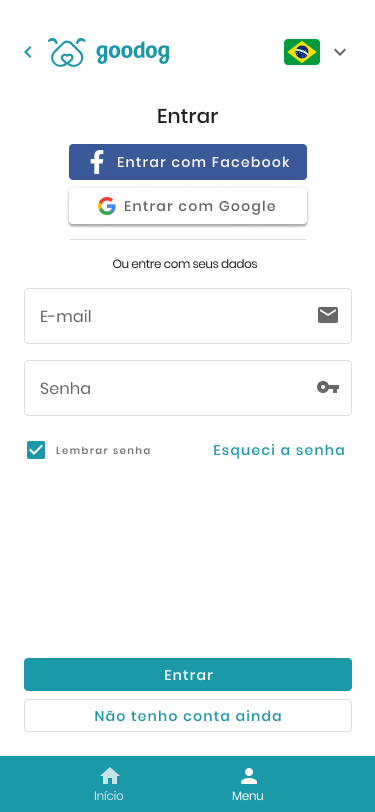 goodog
Entrar
Entrar com Facebook
Entrar com Google
Ou entre com seus dados
E-mail
Senha
Lembrar senha
Esqueci a senha
Entrar
Não tenho conta ainda
Início
Menu